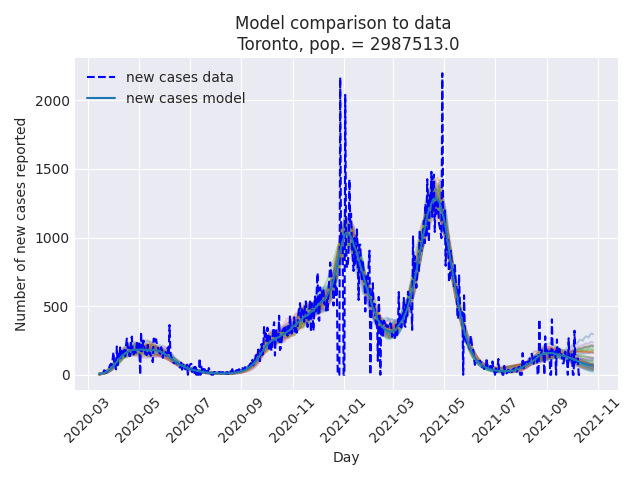 Model comparison to data
Toronto, pop. = 2987513.0
new cases data
new cases model
Number of new cases reported
2000
1500
1000
500
0
2020-03
2020-05
2020-07
2020-09
2020-11
2021-01
2021-03
2021-05
2021-07
2021-09
2021-11
Day